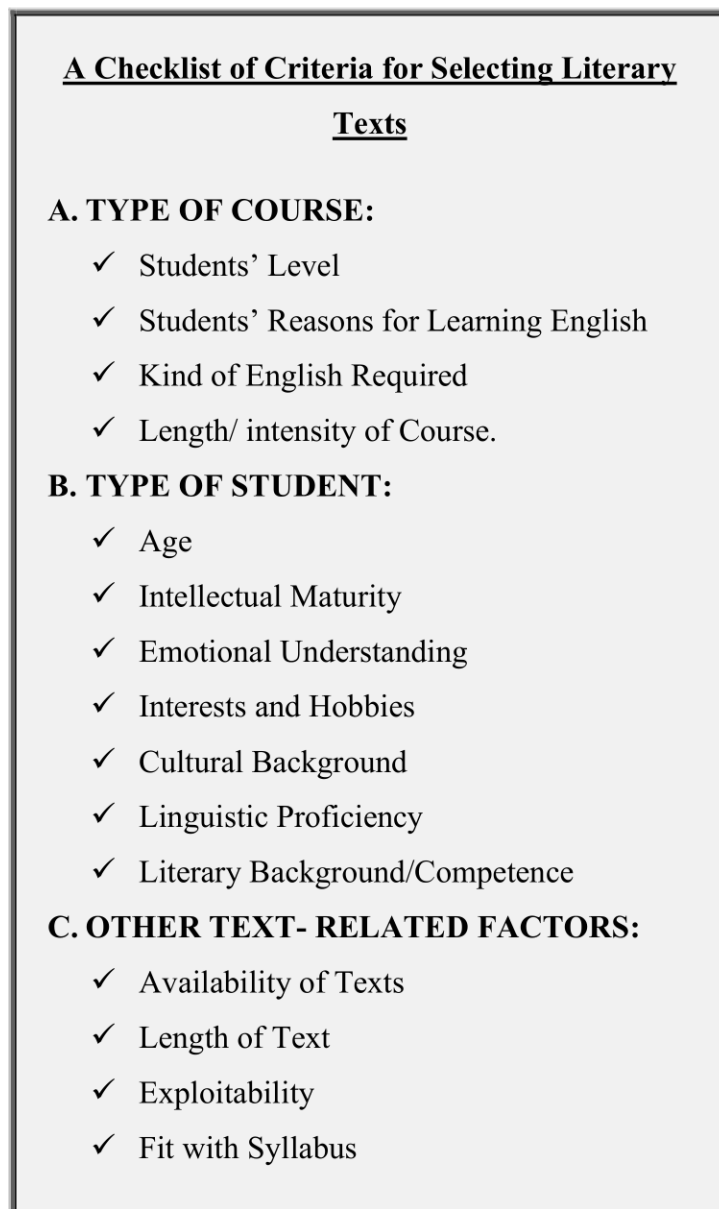 A Checklist of Criteria for Selecting Literary
Texts
A. TYPE OF COURSE:
✓ Students’ Level
✓ Students’ Reasons for Learning English
✓ Kind of English Required
✓ Length/ intensity of Course.
B. TYPE OF STUDENT:
✓ Age
✓ Intellectual Maturity
✓ Emotional Understanding
✓ Interests and Hobbies
✓ Cultural Background
✓ Linguistic Proficiency
✓ Literary Background/Competence
C. OTHER TEXT- RELATED FACTORS:
✓ Availability of Texts
✓ Length of Text
✓ Exploitability
✓ Fit with Syllabus